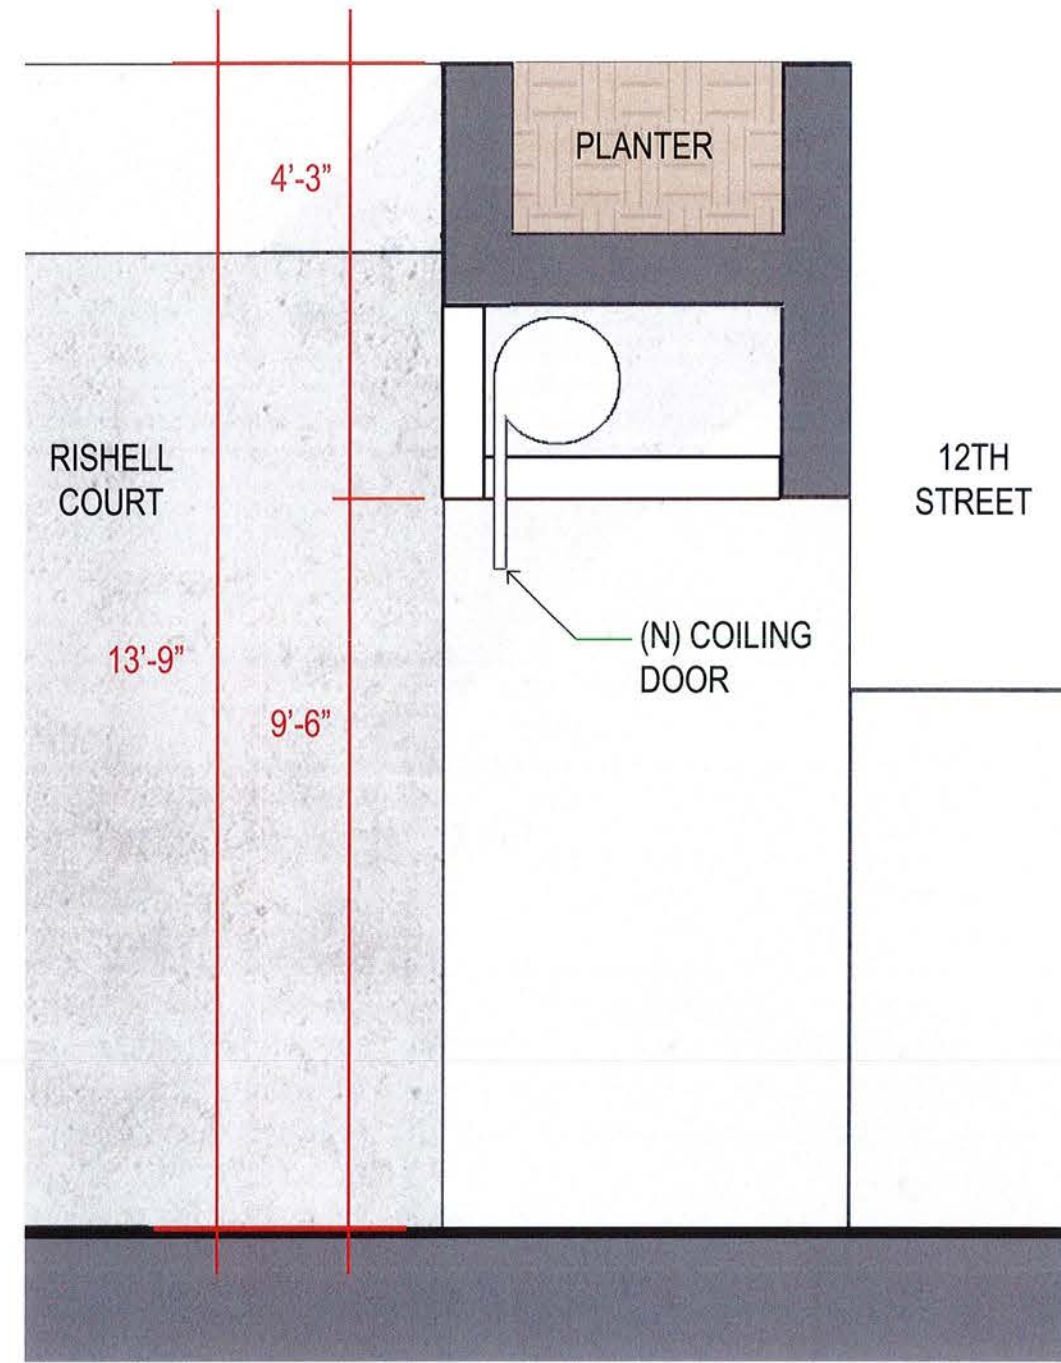 PLANTER
4’-3”
RISHELL
COURT
12TH
STREET
(N) COILING
DOOR
13’-9”
9’-6”